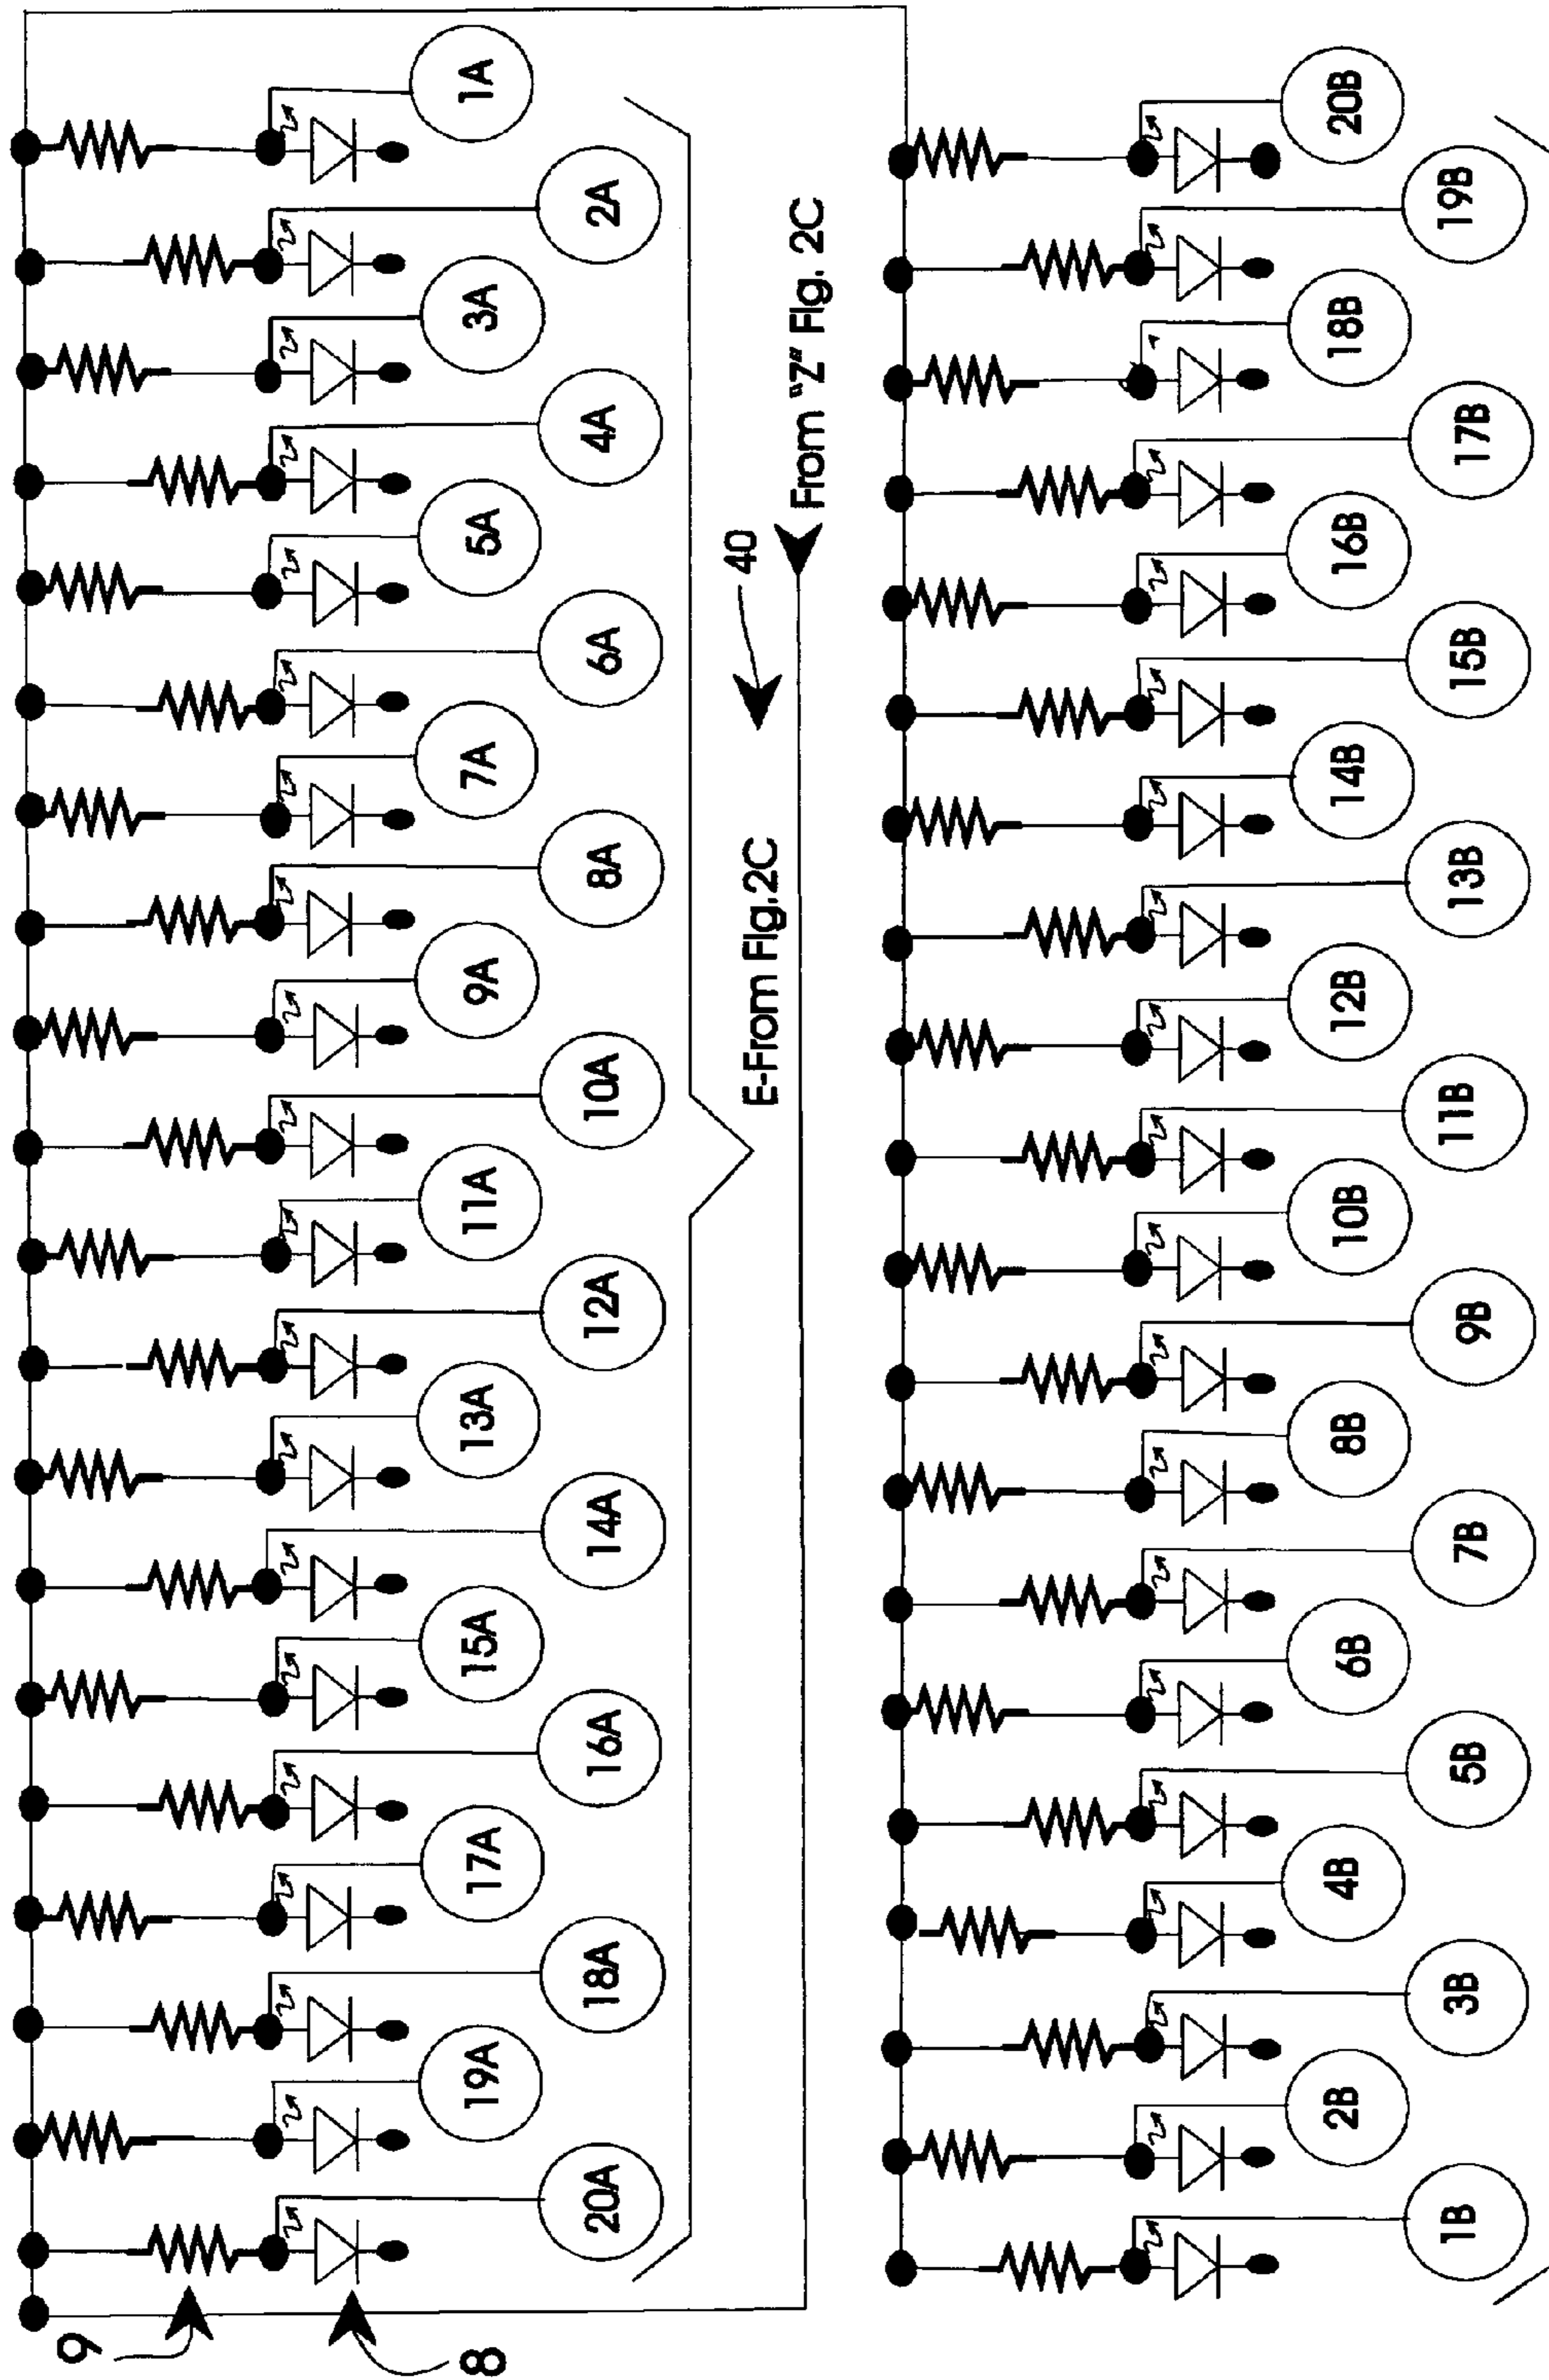 9
8
19A
17A
15A
13A
11A
9A
7A
5A
3A
1A
20A
18A
16A
14A
12A
10A
8A
6A
4A
2A
40
E-From Fig.2C
From "Z" Fig. 2C
2B
4B
6B
8B
10B
12B
14B
16B
18B
20B
1B
3B
5B
7B
9B
11B
13B
15B
17B
19B